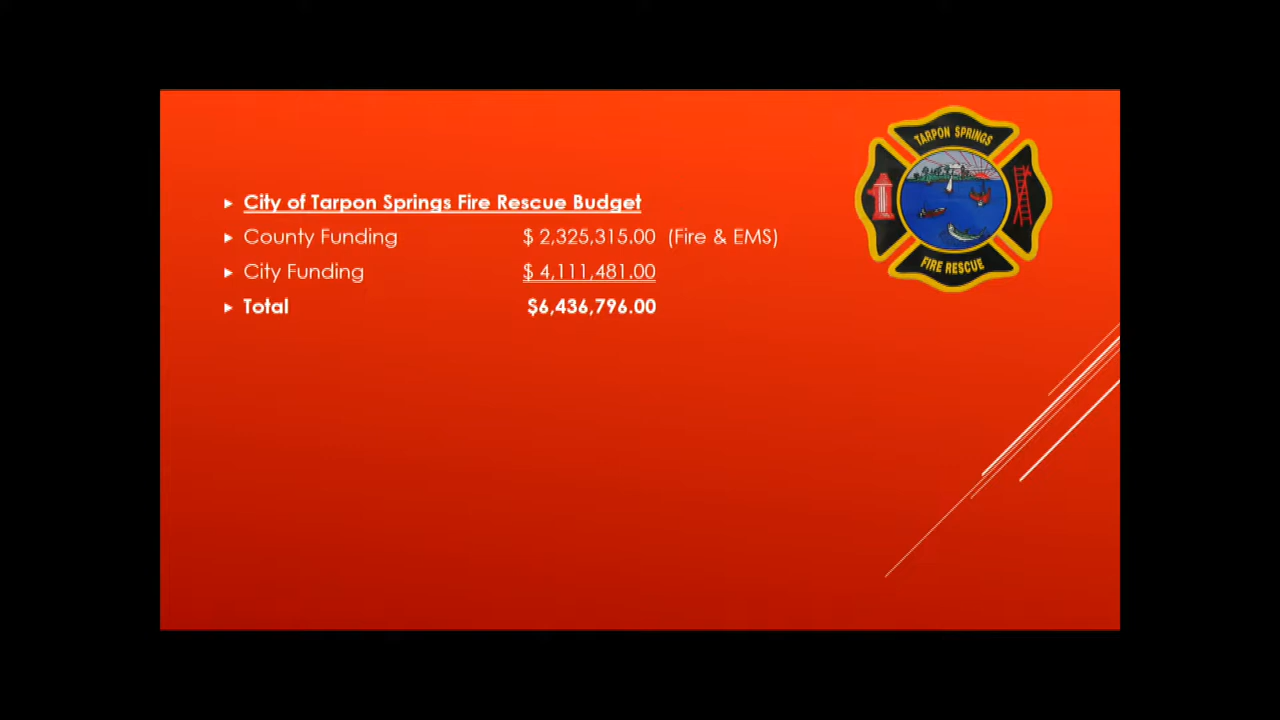 TARPON SPRINGS
FIRE RESCUE
City of Tarpon Springs Fire Rescue Budget
County Funding $ 2,325,315.00 (Fire & EMS)
City Funding $ 4,111,481.00
Total $6,436,796.00